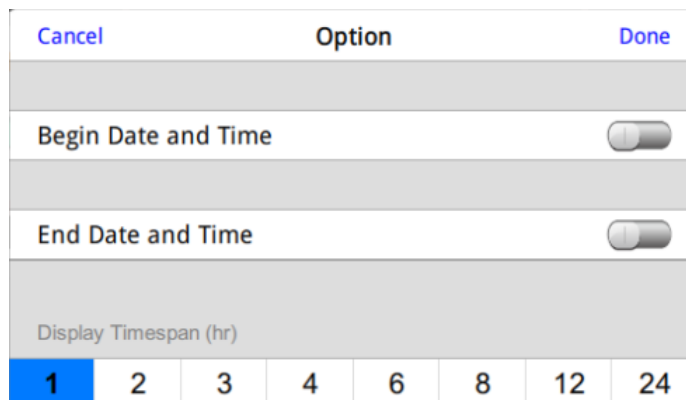 Cancel Option Done
Begin Date and Time
End Date and Time
Display Timespan (hr)
1 2 3 4 6 8 12 24